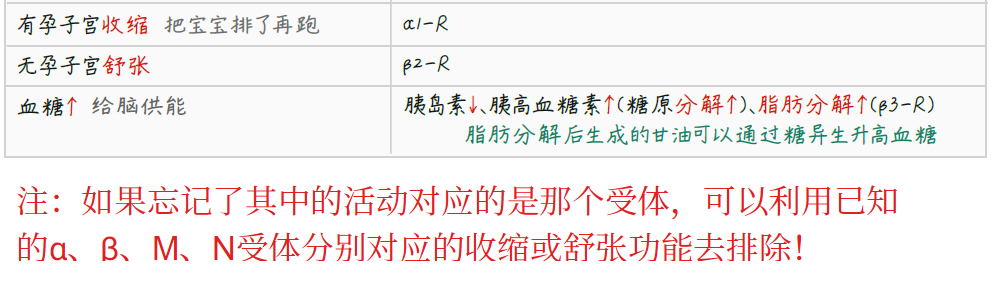 有孕子宫收缩 把宝宝排了再跑 α1-R
无孕子宫舒张 β2-R
血糖↑ 给脑供能 胰岛素↓、胰高血糖素↑(糖原分解↑)、脂肪分解↑(β3-R)
脂肪分解后生成的甘油可以通过糖异生升高血糖
注：如果忘记了其中的活动对应的是那个受体，可以利用已知
的α、β、M、N受体分别对应的收缩或舒张功能去排除！